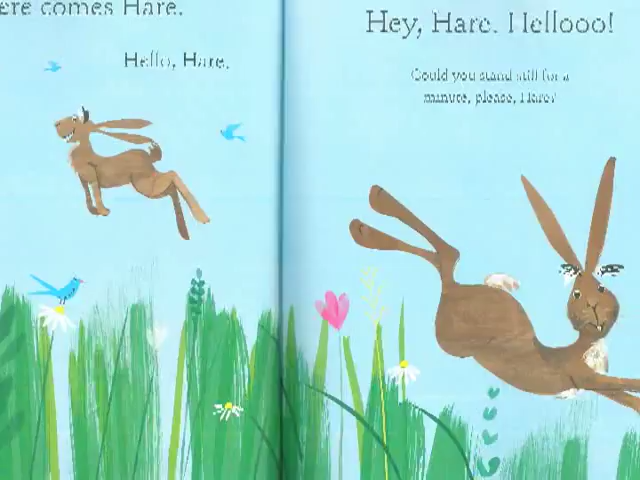 ere comes Hare.
Hello, Hare.
Hey, Hare. Hellooo!
Could you stand still for a
minute, please, Hare?